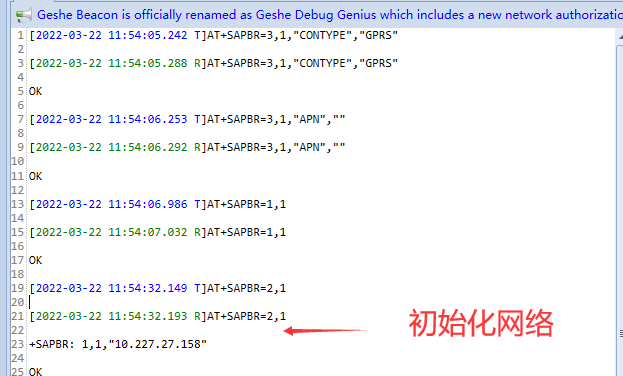 Geshe Beacon is officially renamed as Geshe Debug Genius which includes a new network authorizatio
1 [2022-03-22 11:54:05.242 T]AT+SAPBR=3,1,"CONTYPE","GPRS"
2
3 [2022-03-22 11:54:05.288 R]AT+SAPBR=3,1,"CONTYPE","GPRS"
4
5 OK
6
7 [2022-03-22 11:54:06.253 T]AT+SAPBR=3,1,"APN",""
8
9 [2022-03-22 11:54:06.292 R]AT+SAPBR=3,1,"APN",""
10
11 OK
12
13 [2022-03-22 11:54:06.986 T]AT+SAPBR=1,1
14
15 [2022-03-22 11:54:07.032 R]AT+SAPBR=1,1
16
17 OK
18
19 [2022-03-22 11:54:32.149 T]AT+SAPBR=2,1
20
21 [2022-03-22 11:54:32.193 R]AT+SAPBR=2,1
22
初始化网络
23 +SAPBR: 1,1,"10.227.27.158"
24
25 OK